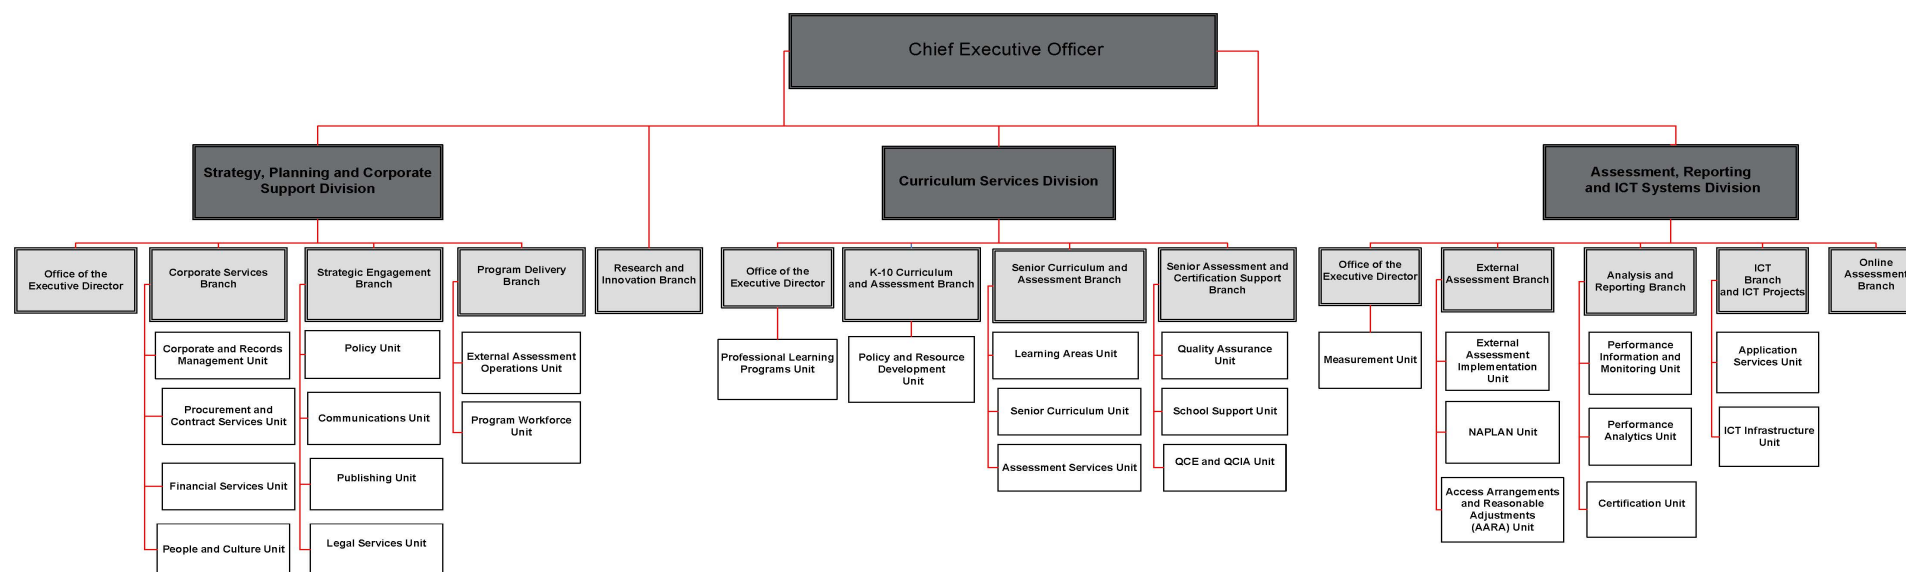 Chief Executive Officer
Strategy, Planning and Corporate
Support Division
Curriculum Services Division
Assessment, Reporting
and ICT Systems Division
Office of the
Executive Director
Corporate Services
Branch
Strategic Engagement
Branch
Program Delivery
Branch
Research and
Innovation Branch
Office of the
Executive Director
K-10 Curriculum
and Assessment Branch
Senior Curriculum and
Assessment Branch
Senior Assessment and
Certification Support
Branch
Office of the
Executive Director
External
Assessment Branch
Analysis and
Reporting Branch
ICT
Branch
and ICT Projects
Online
Assessment
Branch
Corporate and Records
Management Unit
Procurement and
Contract Services Unit
Financial Services Unit
People and Culture Unit
Policy Unit
Communications Unit
Publishing Unit
Legal Services Unit
External Assessment
Operations Unit
Program Workforce
Unit
Professional Learning
Programs Unit
Policy and Resource
Development
Unit
Learning Areas Unit
Senior Curriculum Unit
Assessment Services Unit
Quality Assurance
Unit
School Support Unit
QCE and QCIA Unit
Measurement Unit
External
Assessment
Implementation
Unit
NAPLAN Unit
Access Arrangements
and Reasonable
Adjustments
(AARA) Unit
Performance
Information and
Monitoring Unit
Performance
Analytics Unit
Certification Unit
Application
Services Unit
ICT Infrastructure
Unit